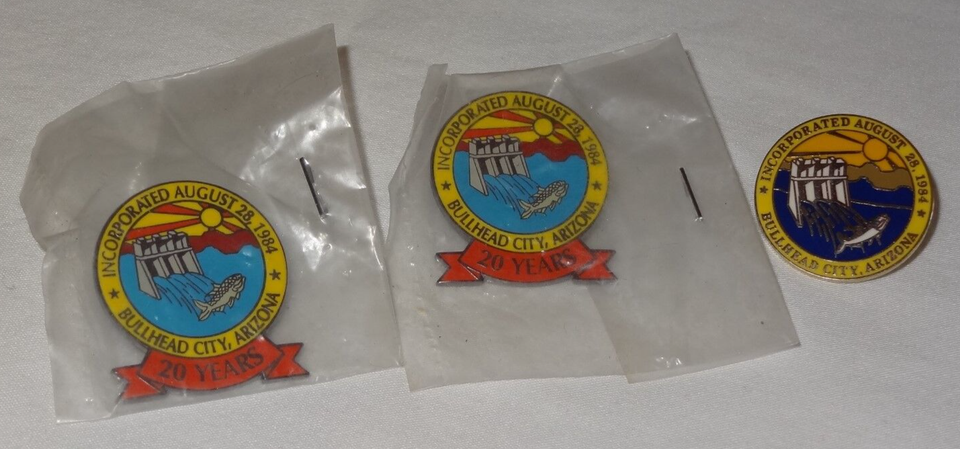 INCORPORATED AUGUST 28, 1984
★ BULLHEAD CITY, ARIZONA ★
20 YEARS
INCORPORATED AUGUST 28, 1984
★ BULLHEAD CITY, ARIZONA ★
20 YEARS
INCORPORATED AUGUST 28, 1984
★ BULLHEAD CITY, ARIZONA ★